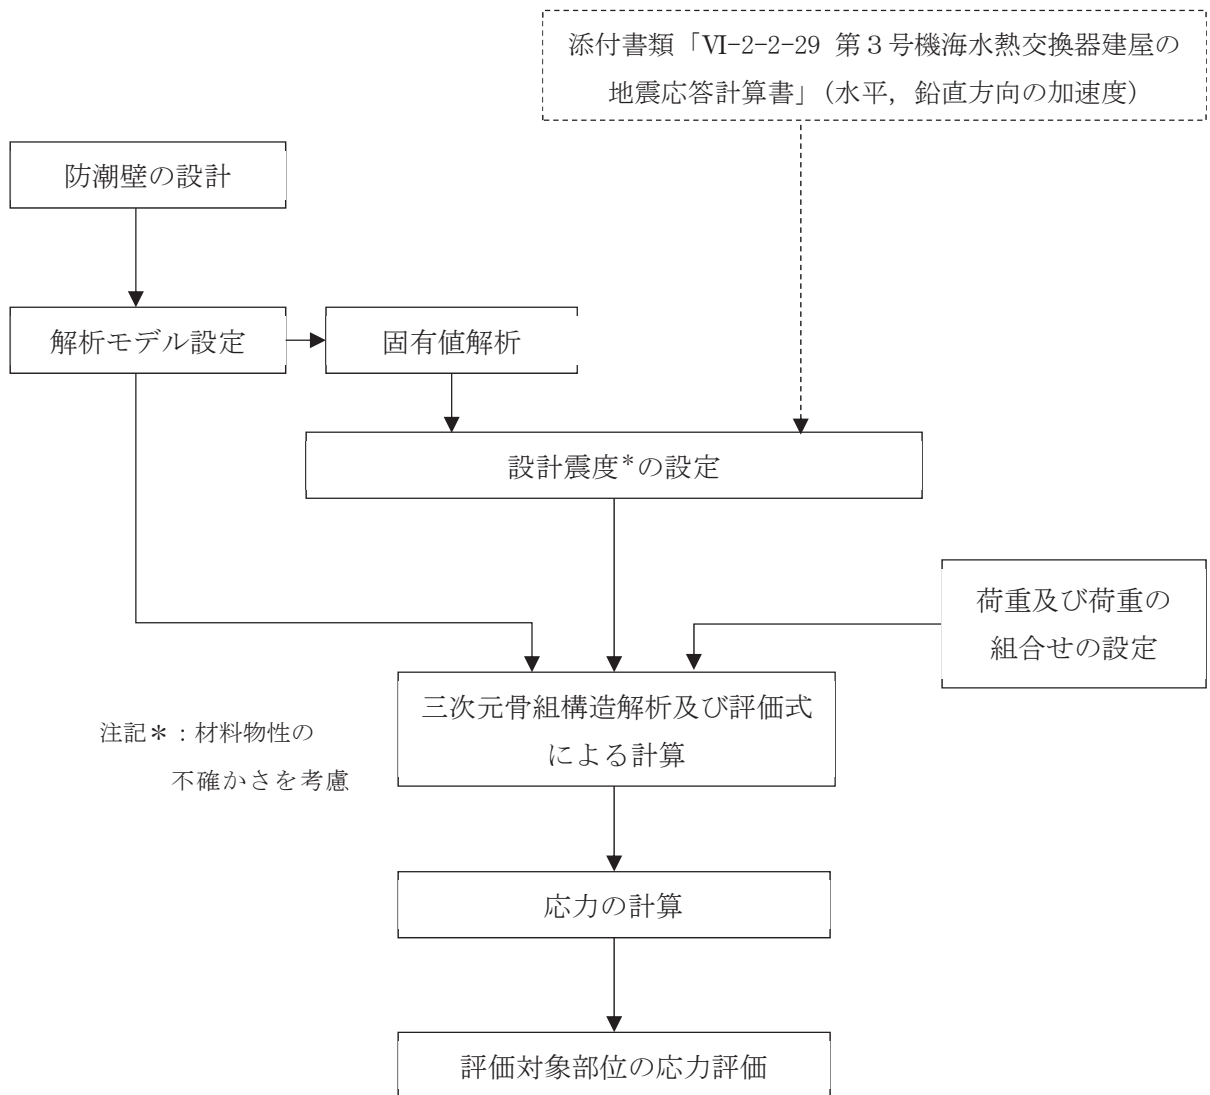 添付書類「Ⅵ-2-2-29 第３号機海水熱交換器建屋の
地震応答計算書」（水平，鉛直方向の加速度）
防潮壁の設計
解析モデル設定
固有値解析
設計震度*の設定
荷重及び荷重の
組合せの設定
三次元骨組構造解析及び評価式
による計算
注記＊：材料物性の
不確かさを考慮
応力の計算
評価対象部位の応力評価